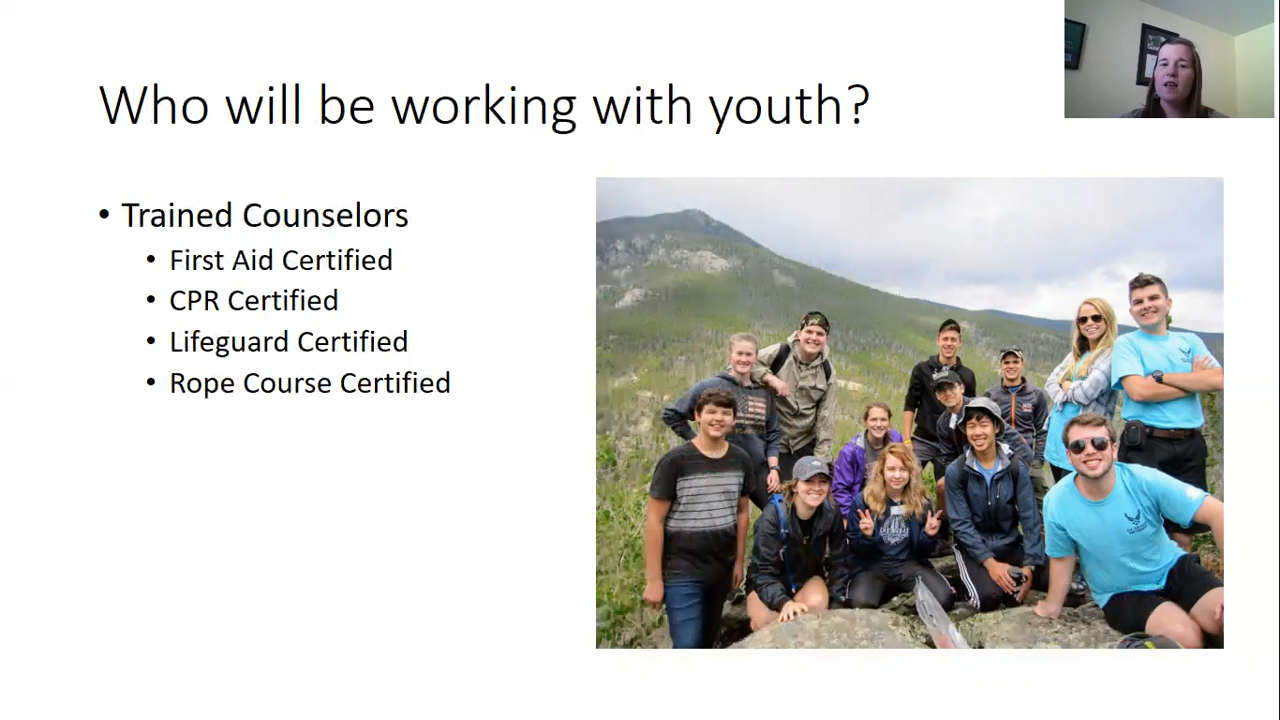 Who will be working with youth?
• Trained Counselors
• First Aid Certified
• CPR Certified
• Lifeguard Certified
• Rope Course Certified